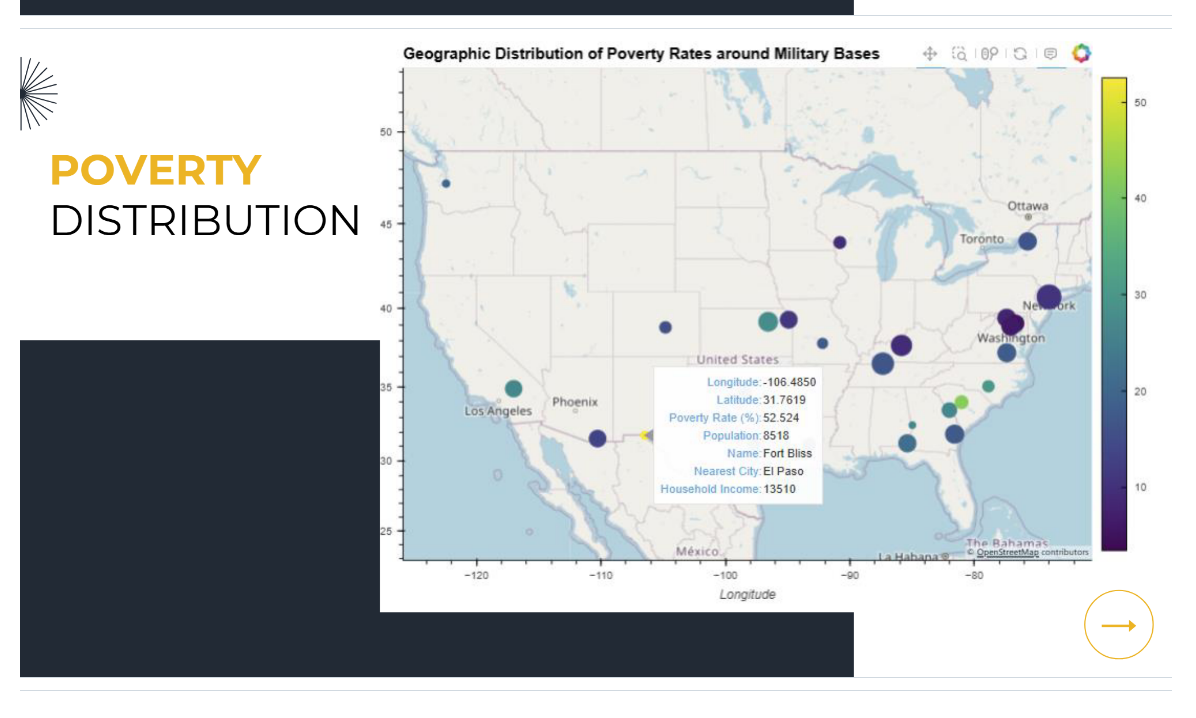 POVERTY
DISTRIBUTION
Geographic Distribution of Poverty Rates around Military Bases
50
45
40
35
30
25
−120
−110
−100
−90
−80
Longitude
Ottawa
Toronto
New York
Washington
United States
Los Angeles
Phoenix
México
La Habana
The Bahamas
© OpenStreetMap contributors
Longitude: -106.4850
Latitude: 31.7619
Poverty Rate (%): 52.524
Population: 8518
Name: Fort Bliss
Nearest City: El Paso
Household Income: 13510
50
40
30
20
10